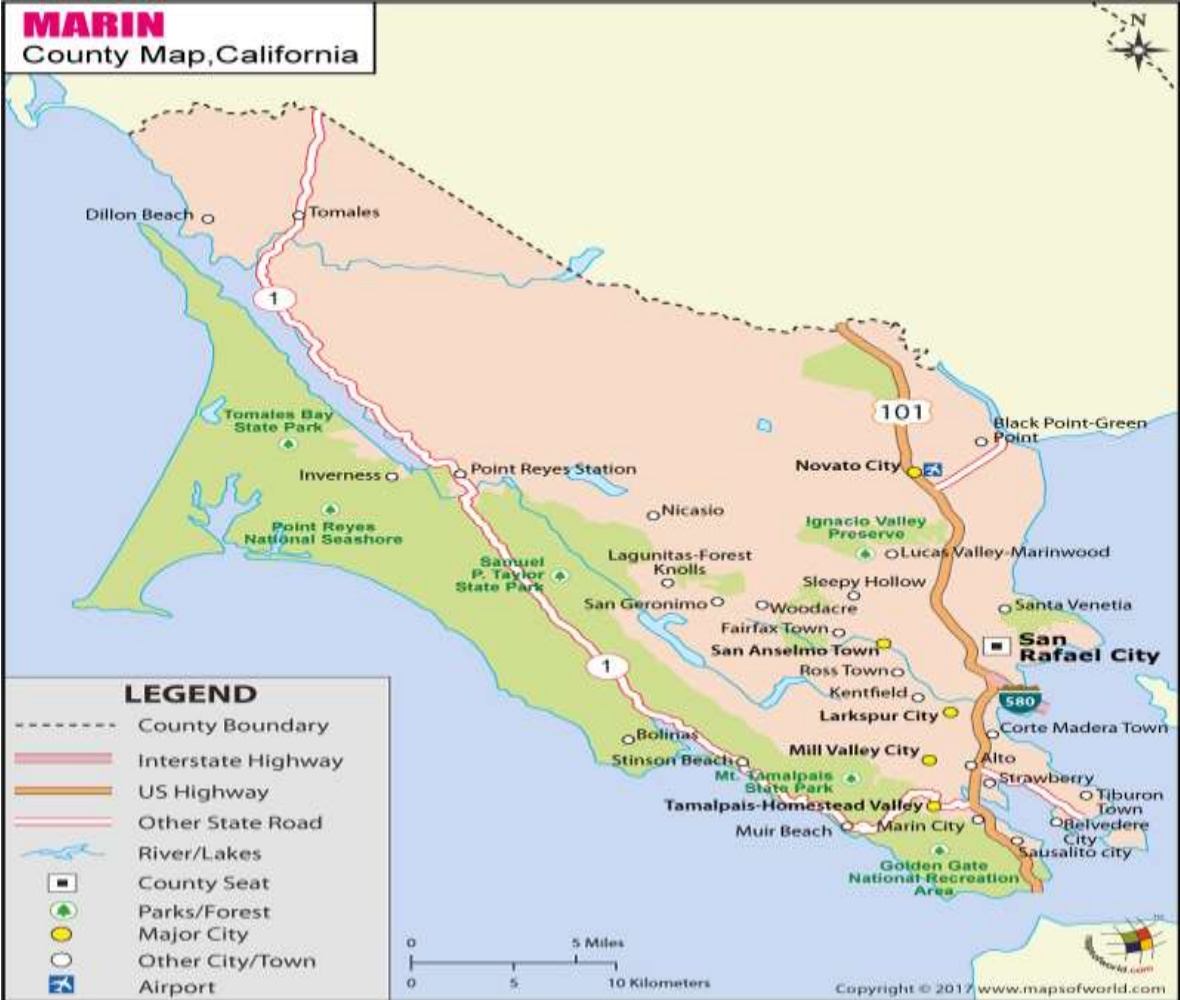 MARIN
County Map,California
N
Dillon Beach
Tomales
1
101
Black Point-Green
Point
Tomales Bay
State Park
Novato City
Inverness
Point Reyes Station
Nicasio
Point Reyes
National Seashore
Ignacio Valley
Preserve
Lucas Valley-Marinwood
Lagunitas-Forest
Knolls
Samuel
P. Taylor
State Park
Sleepy Hollow
San Geronimo
Woodacre
Santa Venetia
Fairfax Town
San Anselmo Town
San
Rafael City
Ross Town
1
Kentfield
580
Larkspur City
Corte Madera Town
Bolinas
Mill Valley City
Stinson Beach
Alto
Mt. Tamalpais
State Park
Strawberry
Tiburon
Town
Tamalpais-Homestead Valley
Muir Beach
Marin City
Belvedere
City
Sausalito city
Golden Gate
National Recreation
Area
LEGEND
County Boundary
Interstate Highway
US Highway
Other State Road
River/Lakes
County Seat
Parks/Forest
Major City
Other City/Town
Airport
0 5 Miles
0 5 10 Kilometers
mapsofworld.com
Copyright © 2017 www.mapsofworld.com